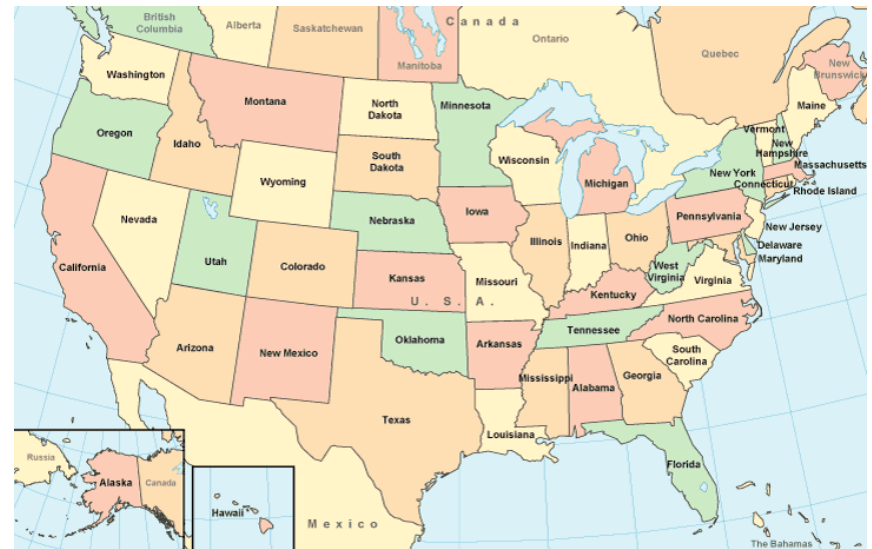 British
Columbia
Alberta
Saskatchewan
Manitoba
Canada
Ontario
Quebec
New
Brunswick
Washington
Montana
North
Dakota
Minnesota
Maine
Oregon
Idaho
South
Dakota
Wisconsin
Michigan
Vermont
New
Hampshire
Massachusetts
New York
Connecticut
Rhode Island
Wyoming
Nevada
Nebraska
Iowa
Pennsylvania
New Jersey
California
Utah
Colorado
Kansas
Missouri
Illinois
Indiana
Ohio
West
Virginia
Virginia
Delaware
Maryland
U. S. A.
Kentucky
North Carolina
Arizona
New Mexico
Oklahoma
Arkansas
Tennessee
South
Carolina
Texas
Mississippi
Alabama
Georgia
Louisiana
Florida
Russia
Alaska
Canada
Hawaii
Mexico
The Bahamas